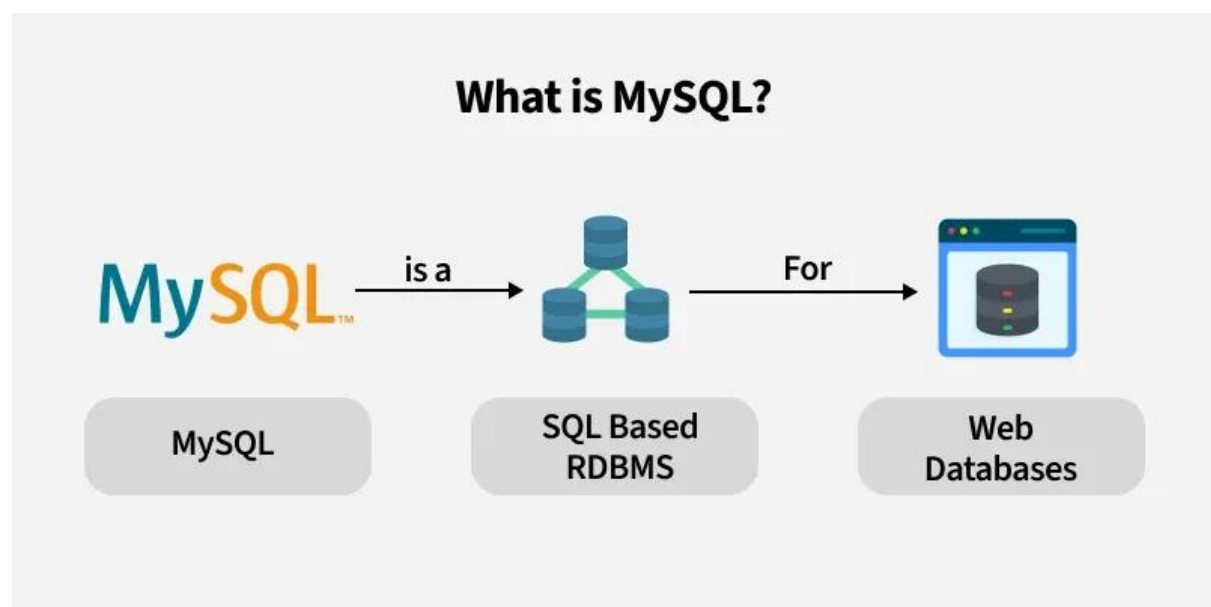 What is MySQL?
MySQL™
is a
For
MySQL
SQL Based
RDBMS
Web
Databases